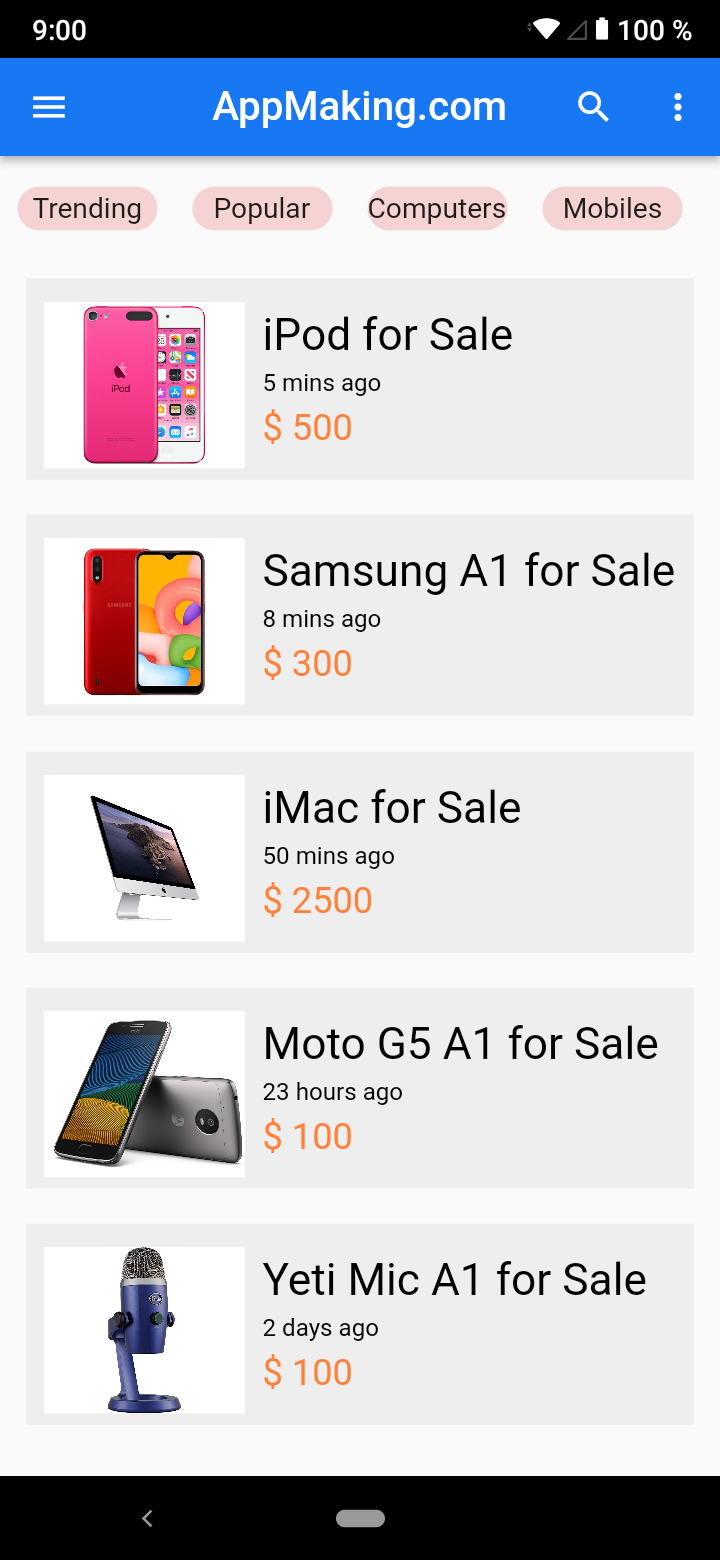 9:00 100 %
AppMaking.com
Trending Popular Computers Mobiles
iPod
iPod for Sale
5 mins ago
$ 500
SAMSUNG
Samsung A1 for Sale
8 mins ago
$ 300
iMac for Sale
50 mins ago
$ 2500
Moto G5 A1 for Sale
23 hours ago
$ 100
Yeti Mic A1 for Sale
2 days ago
$ 100